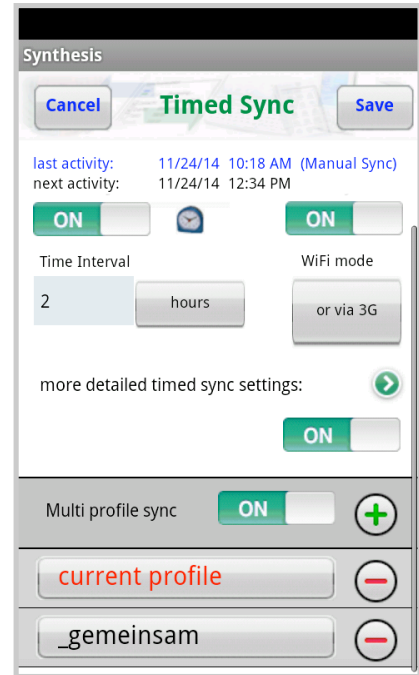 Synthesis
Cancel Timed Sync Save
last activity: 11/24/14 10:18 AM (Manual Sync)
next activity: 11/24/14 12:34 PM
ON ON
Time Interval WiFi mode
2 hours or via 3G
more detailed timed sync settings:
ON
Multi profile sync ON
current profile
_gemeinsam